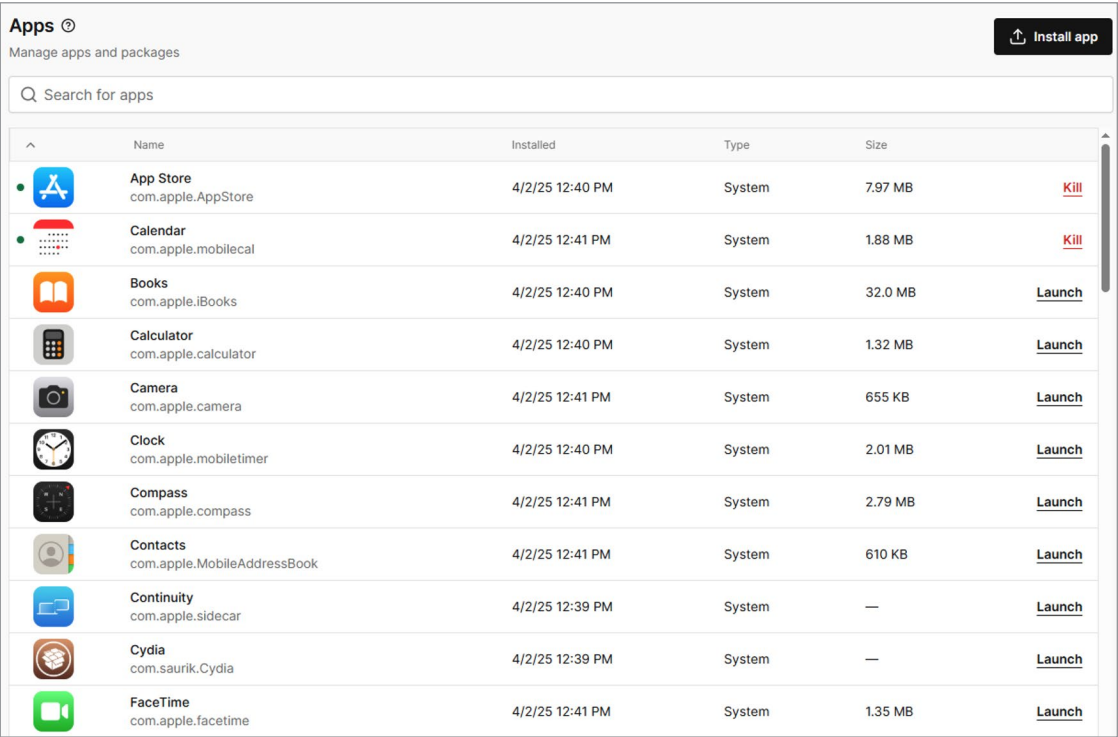 Apps
Manage apps and packages
Install app
Search for apps
Name Installed Type Size
App Store
com.apple.AppStore
4/2/25 12:40 PM System 7.97 MB Kill
Calendar
com.apple.mobilecal
4/2/25 12:41 PM System 1.88 MB Kill
Books
com.apple.iBooks
4/2/25 12:40 PM System 32.0 MB Launch
Calculator
com.apple.calculator
4/2/25 12:40 PM System 1.32 MB Launch
Camera
com.apple.camera
4/2/25 12:41 PM System 655 KB Launch
Clock
com.apple.mobiletimer
4/2/25 12:40 PM System 2.01 MB Launch
Compass
com.apple.compass
4/2/25 12:41 PM System 2.79 MB Launch
Contacts
com.apple.MobileAddressBook
4/2/25 12:41 PM System 610 KB Launch
Continuity
com.apple.sidecar
4/2/25 12:39 PM System — Launch
Cydia
com.saurik.Cydia
4/2/25 12:39 PM System — Launch
FaceTime
com.apple.facetime
4/2/25 12:41 PM System 1.35 MB Launch